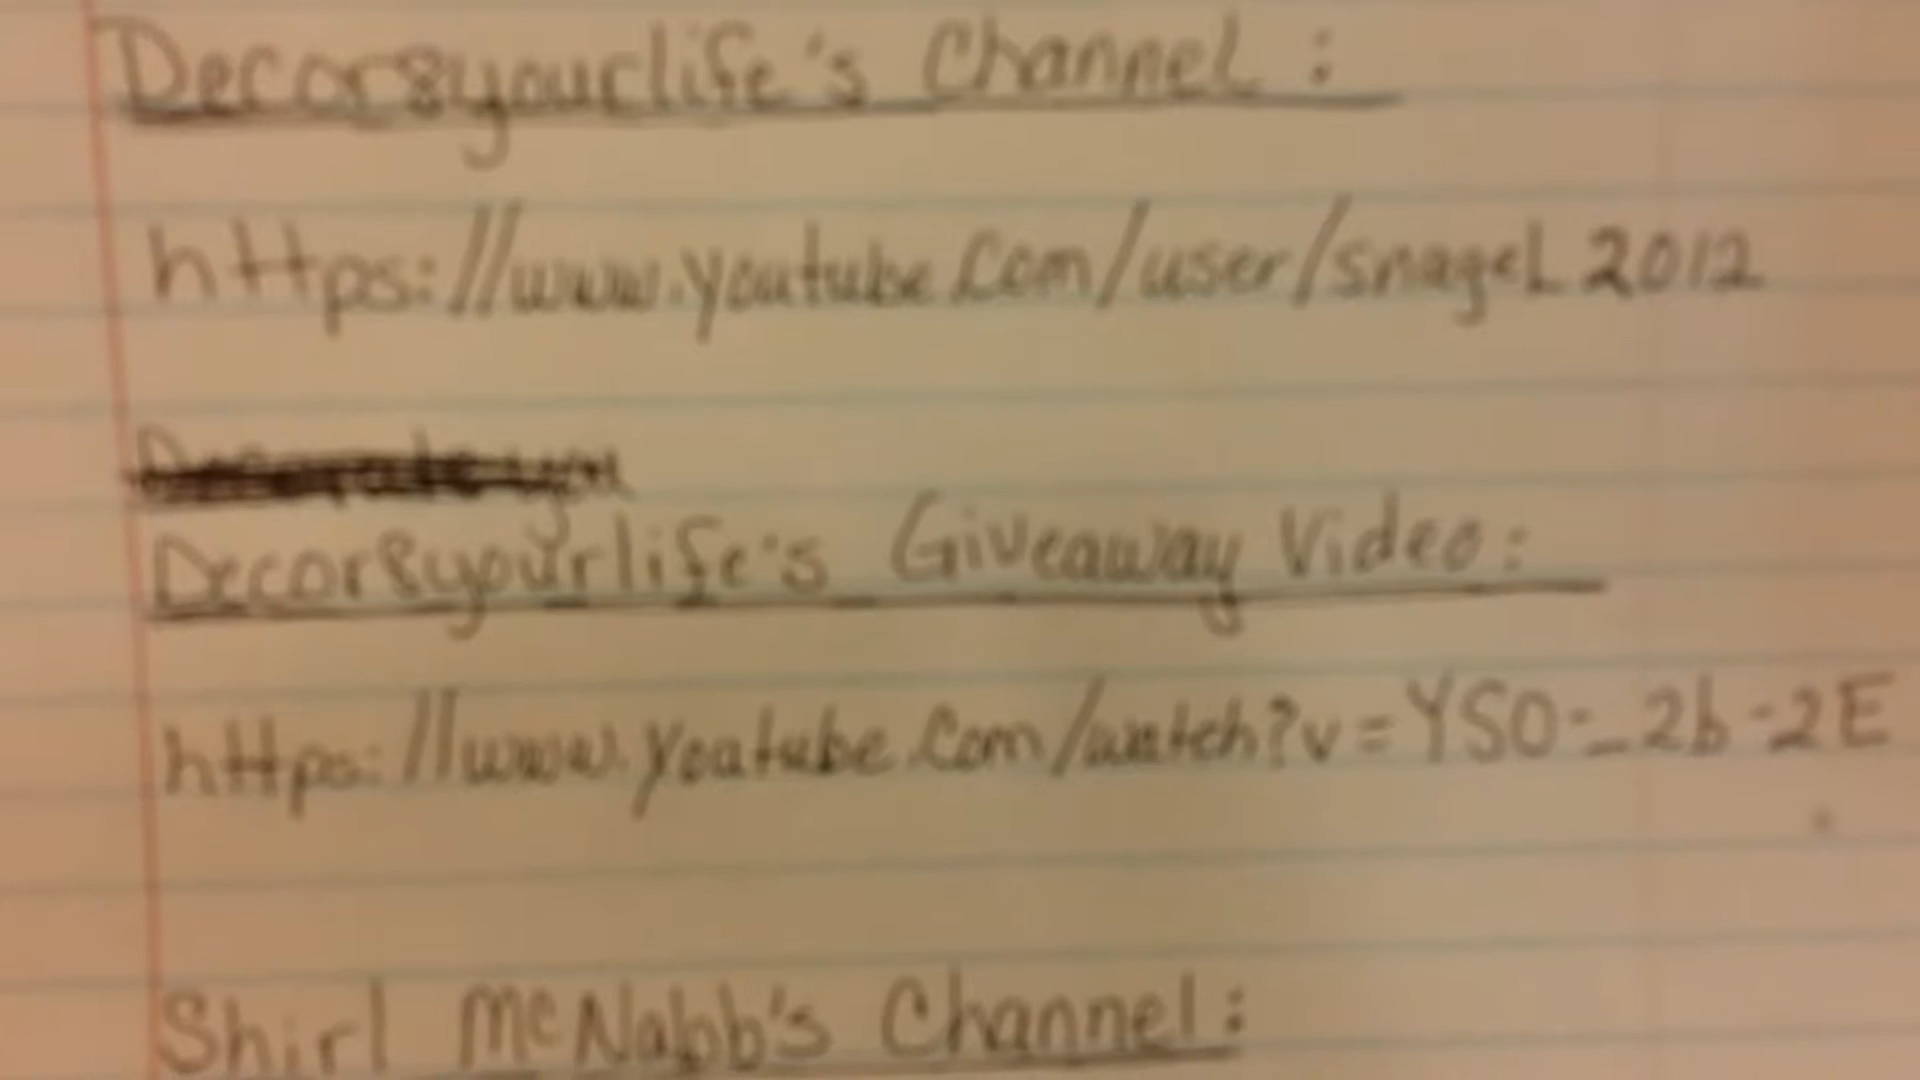 Decor8yourlife's Channel:
https://www.youtube.com/user/snagel2012
Decor8yourlife's Giveaway Video:
https://www.youtube.com/watch?v=YSO-_2b-2E
Shirl McNabb's Channel: